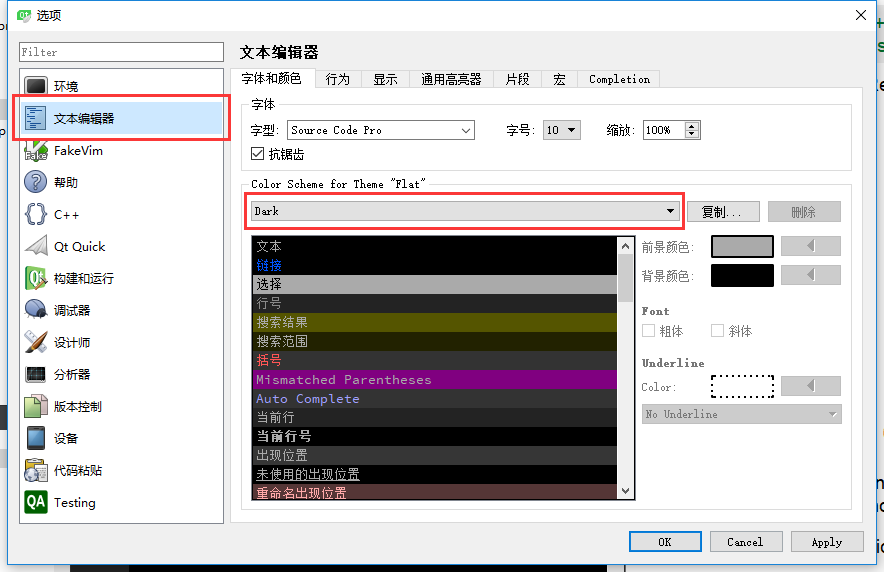 选项
Filter
环境
文本编辑器
FakeVim
帮助
C++
Qt Quick
构建和运行
调试器
设计师
分析器
版本控制
设备
代码粘贴
Testing
文本编辑器
字体和颜色 行为 显示 通用高亮器 片段 宏 Completion
字体
字型: Source Code Pro 字号: 10 缩放: 100%
抗锯齿
Color Scheme for Theme "Flat"
Dark 复制... 删除
文本
链接
选择
行号
搜索结果
搜索范围
括号
Mismatched Parentheses
Auto Complete
当前行
当前行号
出现位置
未使用的出现位置
重命名出现位置
前景颜色:
背景颜色:
Font
粗体 斜体
Underline
Color:
No Underline
OK Cancel Apply